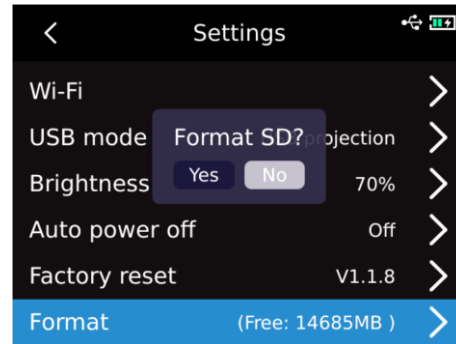 Settings
Wi-Fi
USB mode ojection
Format SD?
Yes No
Brightness 70%
Auto power off Off
Factory reset V1.1.8
Format (Free: 14685MB )